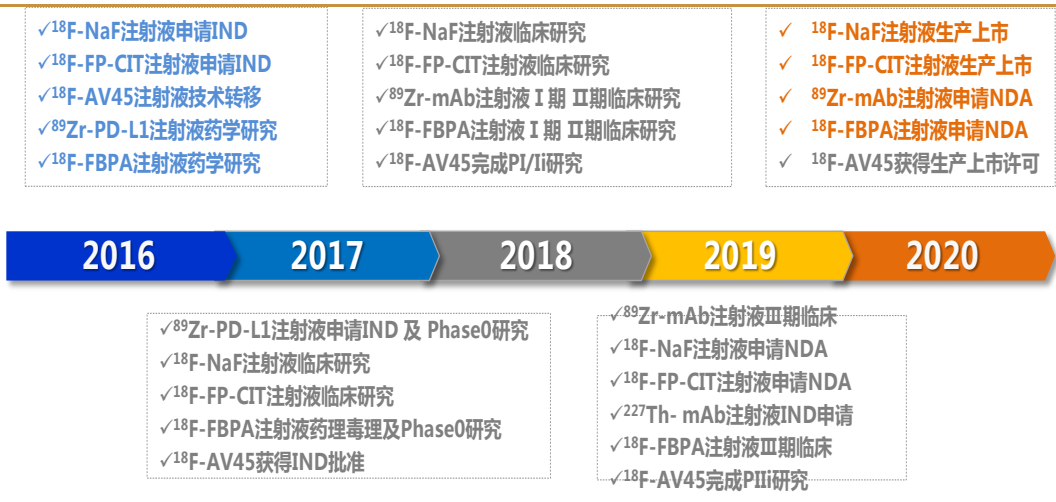 ✓¹⁸F-NaF注射液申请IND
✓¹⁸F-FP-CIT注射液申请IND
✓¹⁸F-AV45注射液技术转移
✓⁸⁹Zr-PD-L1注射液药学研究
✓¹⁸F-FBPA注射液药学研究
✓¹⁸F-NaF注射液临床研究
✓¹⁸F-FP-CIT注射液临床研究
✓⁸⁹Zr-mAb注射液Ⅰ期 Ⅱ期临床研究
✓¹⁸F-FBPA注射液Ⅰ期 Ⅱ期临床研究
✓¹⁸F-AV45完成PI/Ii研究
✓ ¹⁸F-NaF注射液生产上市
✓ ¹⁸F-FP-CIT注射液生产上市
✓ ⁸⁹Zr-mAb注射液申请NDA
✓ ¹⁸F-FBPA注射液申请NDA
✓ ¹⁸F-AV45获得生产上市许可
2016 2017 2018 2019 2020
✓⁸⁹Zr-PD-L1注射液申请IND 及 Phase0研究
✓¹⁸F-NaF注射液临床研究
✓¹⁸F-FP-CIT注射液临床研究
✓¹⁸F-FBPA注射液药理毒理及Phase0研究
✓¹⁸F-AV45获得IND批准
✓⁸⁹Zr-mAb注射液Ⅲ期临床
✓¹⁸F-NaF注射液申请NDA
✓¹⁸F-FP-CIT注射液申请NDA
✓²²⁷Th- mAb注射液IND申请
✓¹⁸F-FBPA注射液Ⅲ期临床
✓¹⁸F-AV45完成PIIi研究